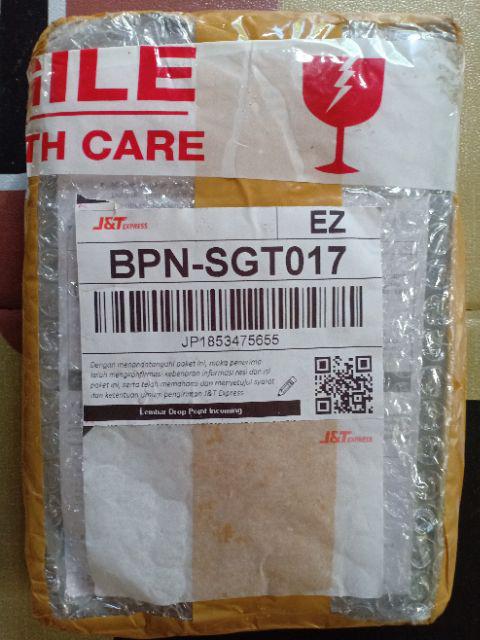 GILE
TH CARE
J&T EXPRESS
EZ
BPN-SGT017
JP1853475655
Dengan menandatangani paket ini, maka penerima
telah mengkonfirmasi kebenaran informasi resi dan isi
paket ini, serta telah memahami dan menyetujui syarat
dan ketentuan umum pengiriman J&T Express
Lembar Drop Point Incoming
J&T EXPRESS